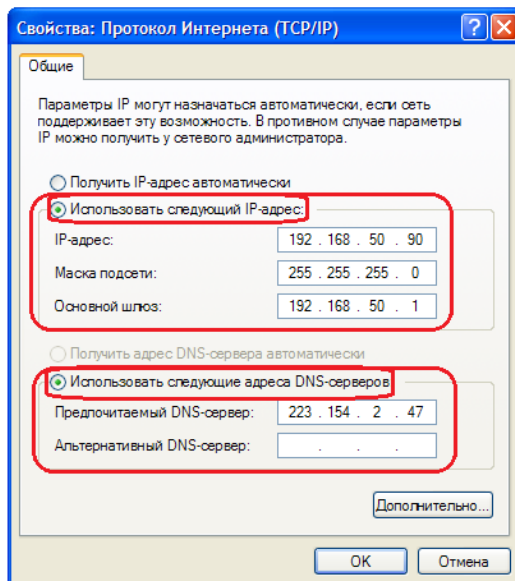 Свойства: Протокол Интернета (TCP/IP)
Общие
Параметры IP могут назначаться автоматически, если сеть
поддерживает эту возможность. В противном случае параметры
IP можно получить у сетевого администратора.
Получить IP-адрес автоматически
Использовать следующий IP-адрес:
IP-адрес: 192 . 168 . 50 . 90
Маска подсети: 255 . 255 . 255 . 0
Основной шлюз: 192 . 168 . 50 . 1
Получить адрес DNS-сервера автоматически
Использовать следующие адреса DNS-серверов
Предпочитаемый DNS-сервер: 223 . 154 . 2 . 47
Альтернативный DNS-сервер: . . .
Дополнительно...
OK Отмена